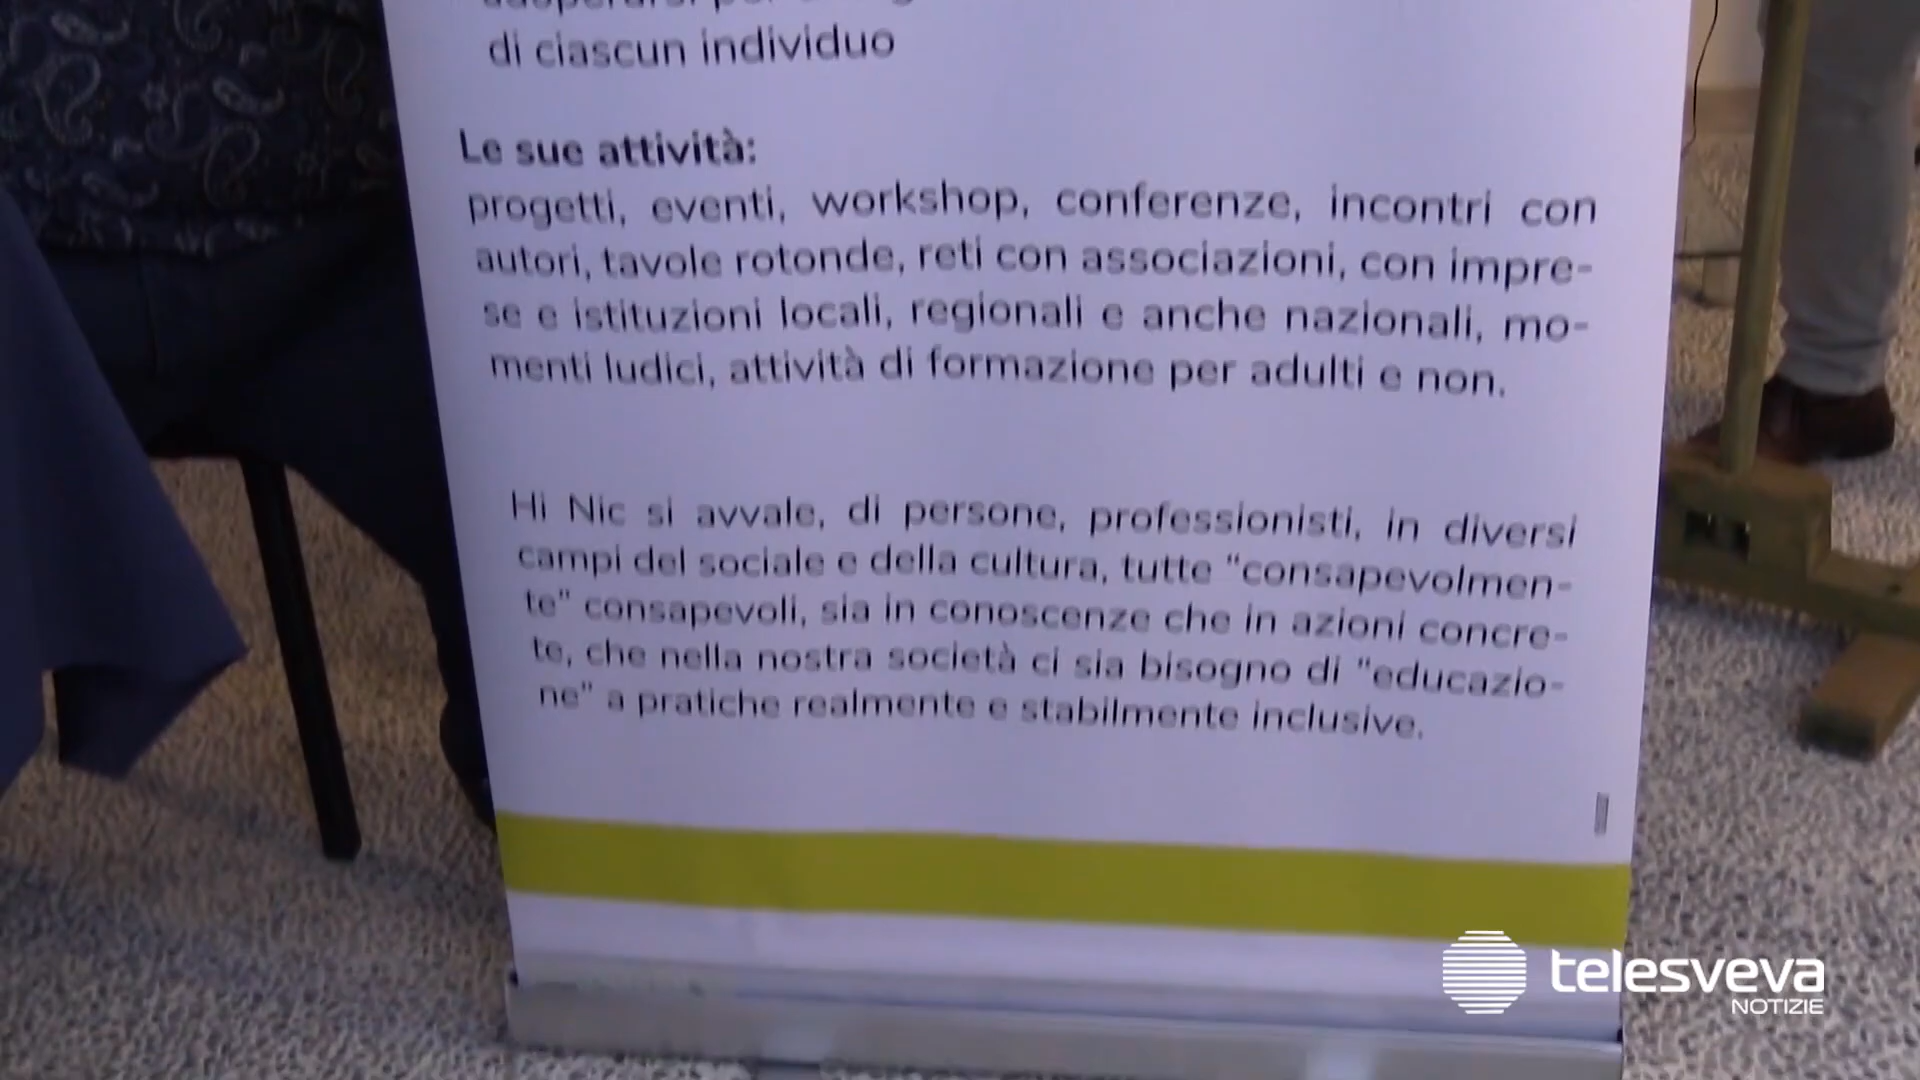 di ciascun individuo
Le sue attività:
progetti, eventi, workshop, conferenze, incontri con
autori, tavole rotonde, reti con associazioni, con impre-
se e istituzioni locali, regionali e anche nazionali, mo-
menti ludici, attività di formazione per adulti e non.
Hi Nic si avvale, di persone, professionisti, in diversi
campi del sociale e della cultura, tutte "consapevolmen-
te" consapevoli, sia in conoscenze che in azioni concre-
te, che nella nostra società ci sia bisogno di "educazio-
ne" a pratiche realmente e stabilmente inclusive.
telesveva
NOTIZIE